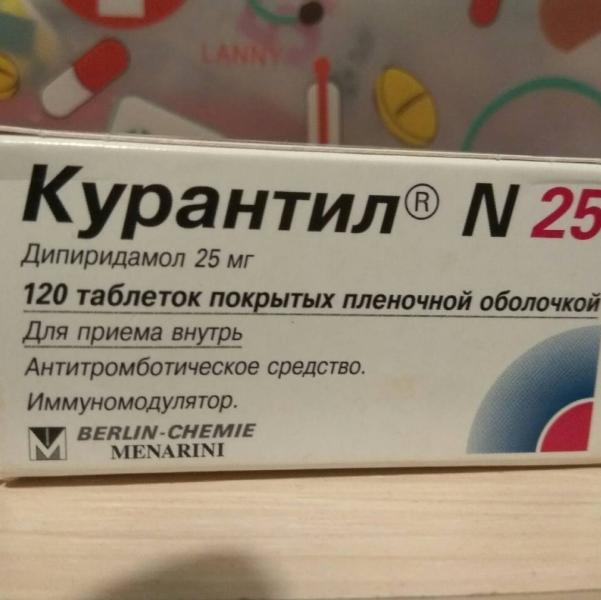 LANNY
Курантил® N 25
Дипиридамол 25 мг
120 таблеток покрытых пленочной оболочкой
Для приема внутрь
Антитромботическое средство.
Иммуномодулятор.
BERLIN-CHEMIE
MENARINI